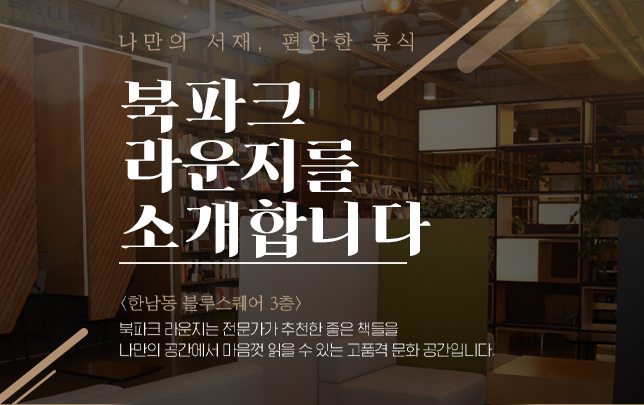 나만의 서재, 편안한 휴식
북파크
라운지를
소개합니다
<한남동 블루스퀘어 3층>
북파크 라운지는 전문가가 추천한 좋은 책들을
나만의 공간에서 마음껏 읽을 수 있는 고품격 문화 공간입니다.